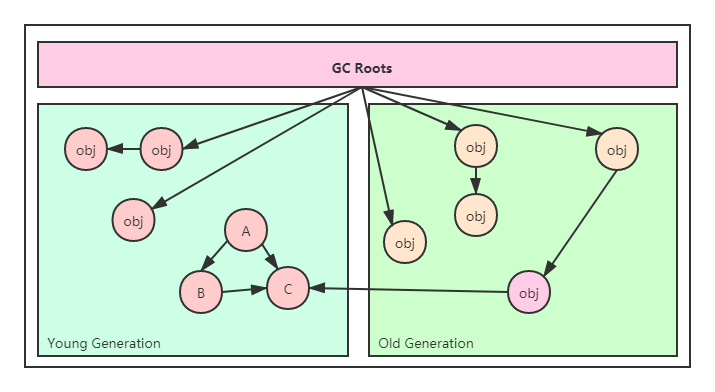 GC Roots
obj
obj
obj
A
B
C
Young Generation
obj
obj
obj
obj
obj
Old Generation